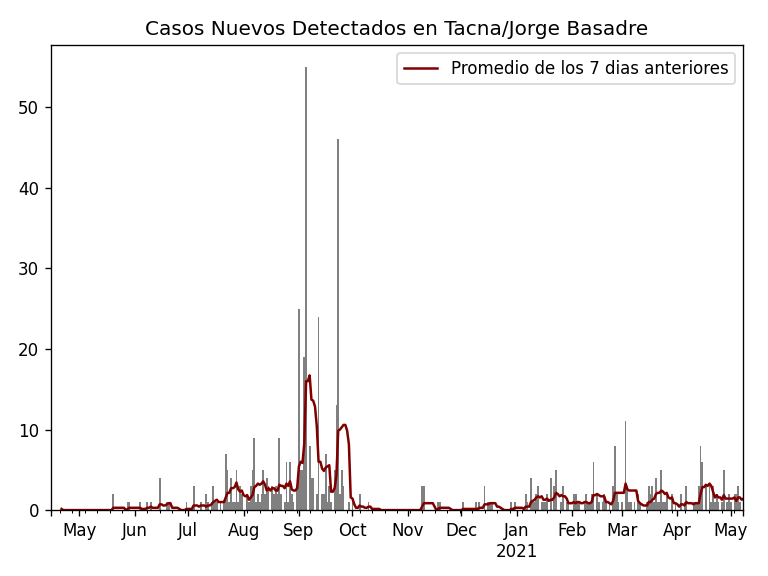 Casos Nuevos Detectados en Tacna/Jorge Basadre
Promedio de los 7 dias anteriores
50
40
30
20
10
0
May Jun Jul Aug Sep Oct Nov Dec Jan Feb Mar Apr May
2021